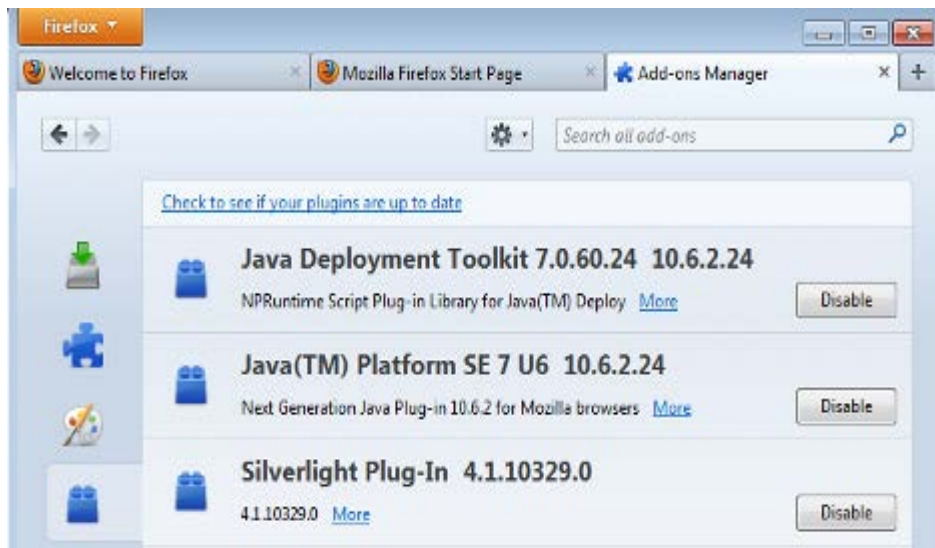 Firefox
Welcome to Firefox
Mozilla Firefox Start Page
Add-ons Manager
Search all add-ons
Check to see if your plugins are up to date
Java Deployment Toolkit 7.0.60.24 10.6.2.24
NPRuntime Script Plug-in Library for Java(TM) Deploy More
Disable
Java(TM) Platform SE 7 U6 10.6.2.24
Next Generation Java Plug-in 10.6.2 for Mozilla browsers More
Disable
Silverlight Plug-In 4.1.10329.0
4.1.10329.0 More
Disable